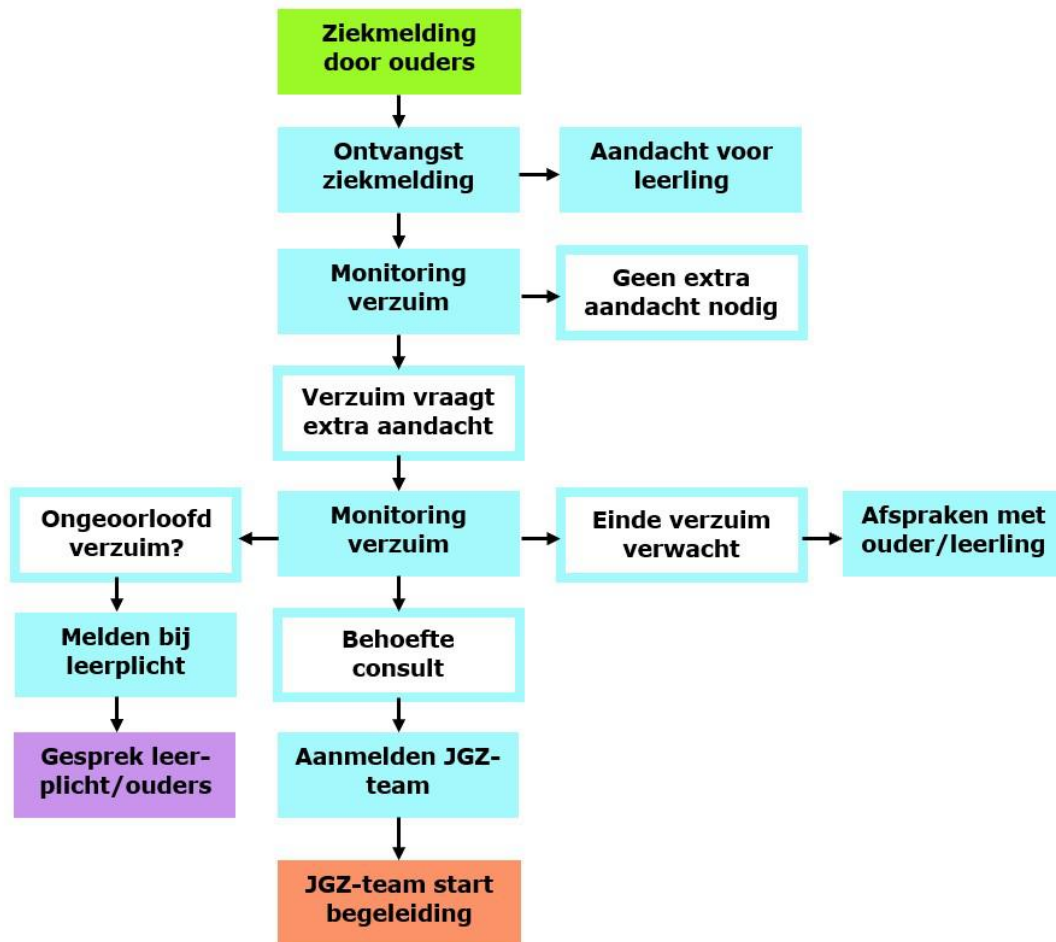 Ziekmelding
door ouders
Ontvangst
ziekmelding
Aandacht voor
leerling
Monitoring
verzuim
Geen extra
aandacht nodig
Verzuim vraagt
extra aandacht
Ongeoorloofd
verzuim?
Monitoring
verzuim
Einde verzuim
verwacht
Afspraken met
ouder/leerling
Melden bij
leerplicht
Behoefte
consult
Gesprek leer-
plicht/ouders
Aanmelden JGZ-
team
JGZ-team start
begeleiding